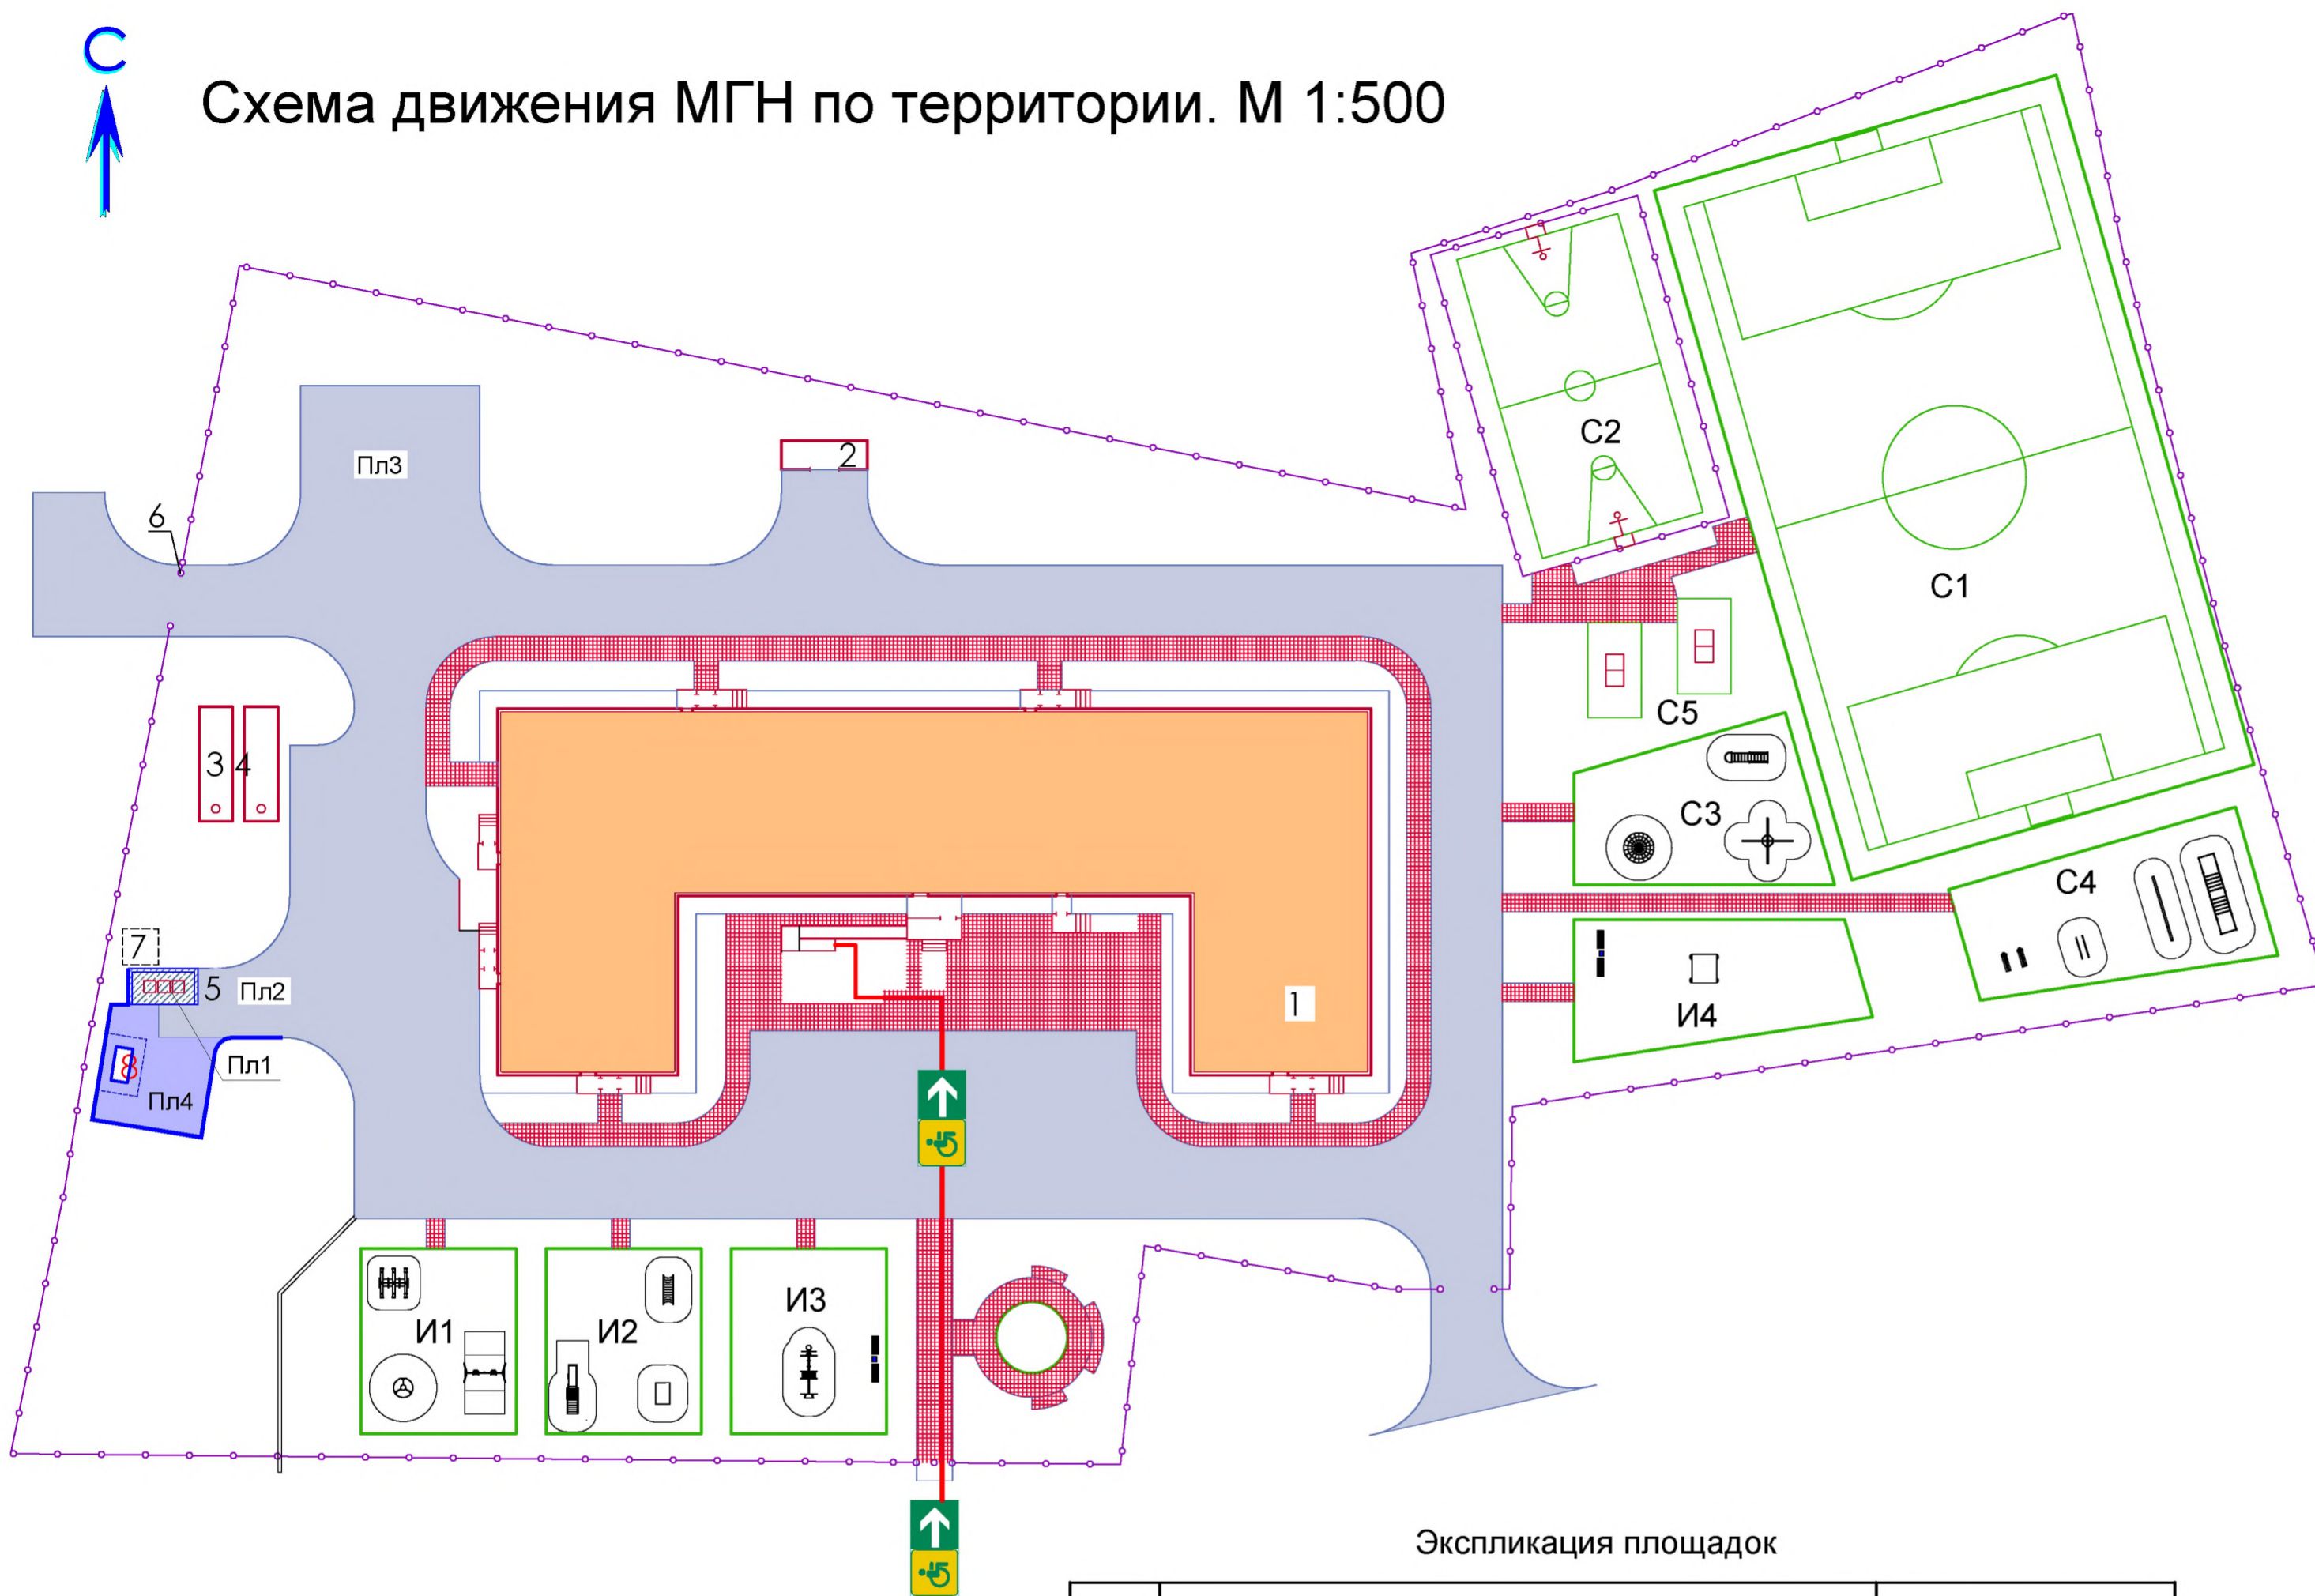 С
Схема движения МГН по территории. М 1:500
С2
2
Пл3
6
С1
С5
3 4
С3
С4
7
5
Пл2
1
И4
Пл1
8
Пл4
И3
И1
И2
Экспликация площадок